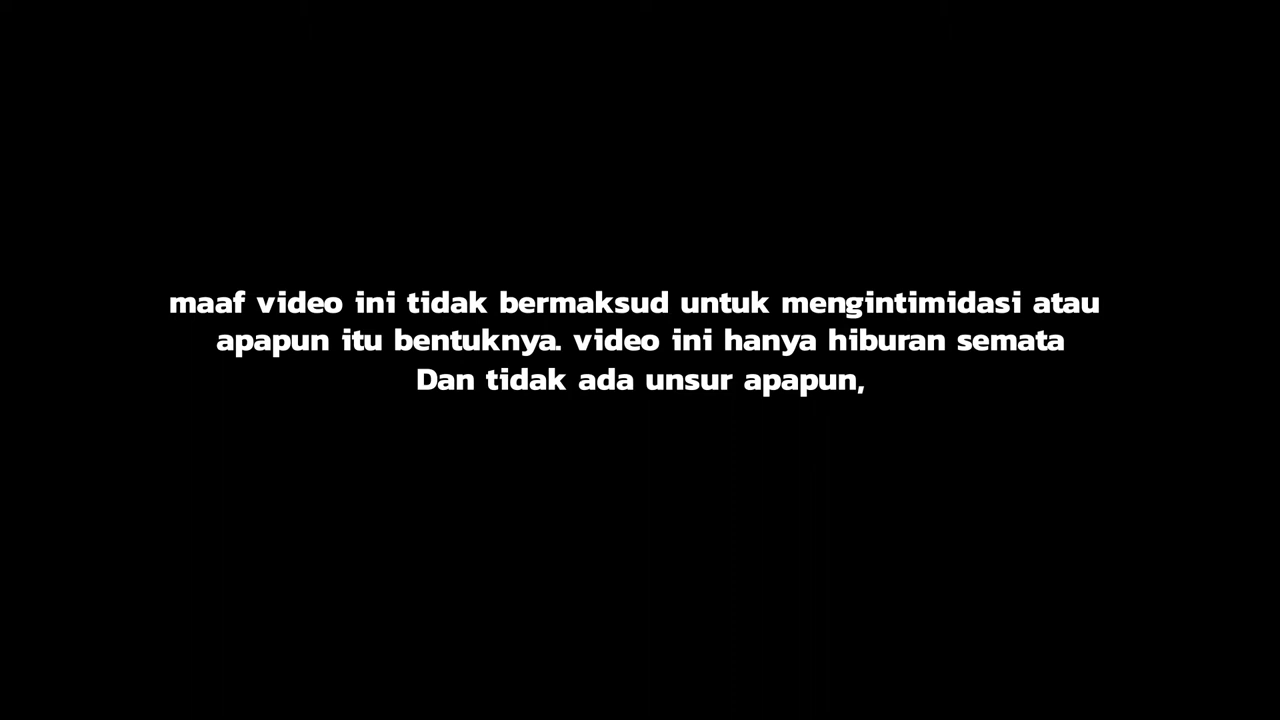 maaf video ini tidak bermaksud untuk mengintimidasi atau
apapun itu bentuknya. video ini hanya hiburan semata
Dan tidak ada unsur apapun,